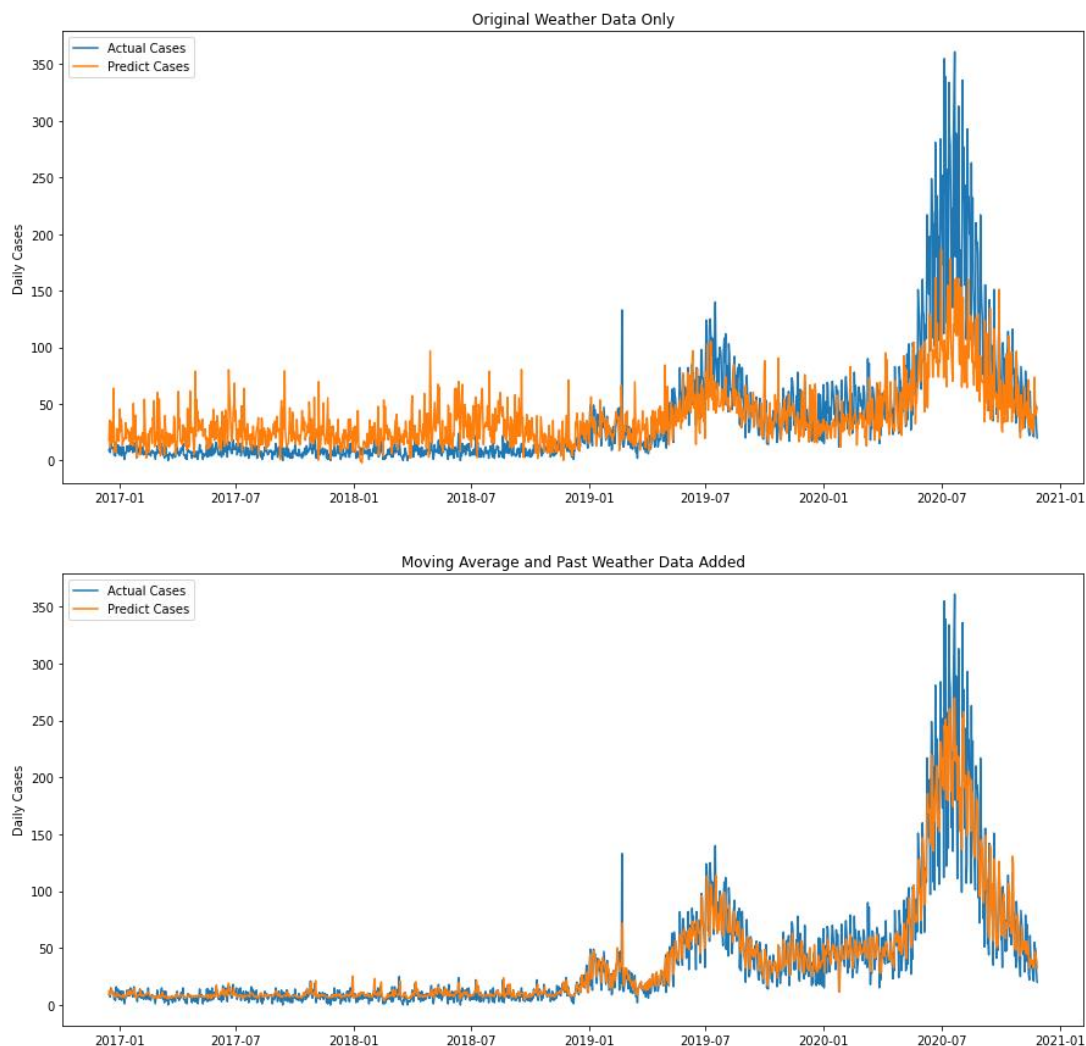 Original Weather Data Only
Actual Cases
Predict Cases
Daily Cases
350
300
250
200
150
100
50
0
2017-01 2017-07 2018-01 2018-07 2019-01 2019-07 2020-01 2020-07 2021-01
Moving Average and Past Weather Data Added
Actual Cases
Predict Cases
Daily Cases
350
300
250
200
150
100
50
0
2017-01 2017-07 2018-01 2018-07 2019-01 2019-07 2020-01 2020-07 2021-01